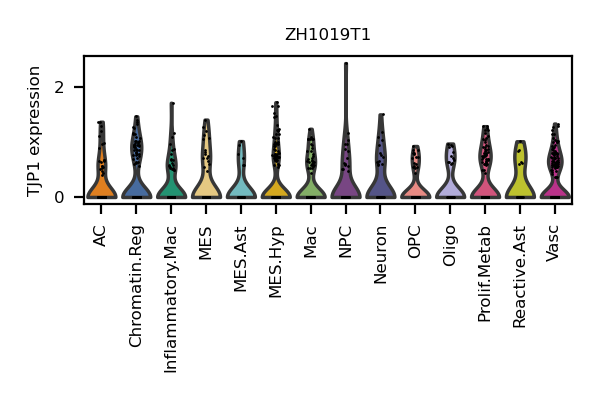 ZH1019T1
TJP1 expression
2
0
AC
Chromatin.Reg
Inflammatory.Mac
MES
MES.Ast
MES.Hyp
Mac
NPC
Neuron
OPC
Oligo
Prolif.Metab
Reactive.Ast
Vasc